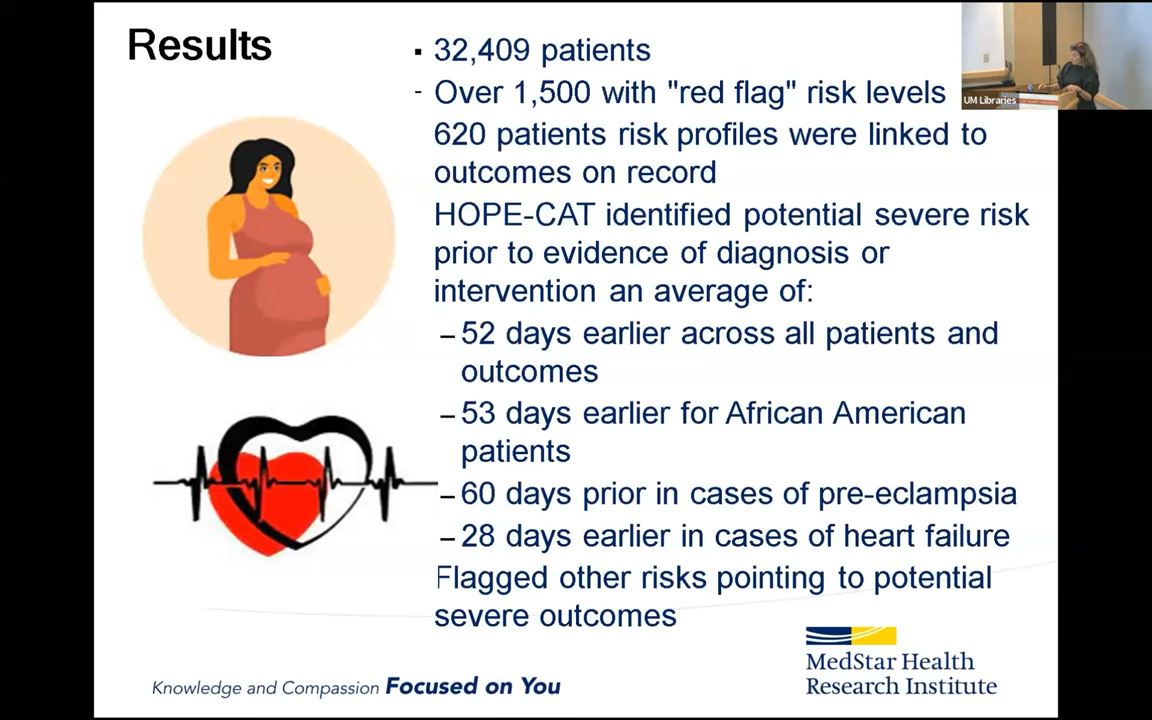 Results
▪ 32,409 patients
- Over 1,500 with "red flag" risk levels
620 patients risk profiles were linked to
outcomes on record
HOPE-CAT identified potential severe risk
prior to evidence of diagnosis or
intervention an average of:
– 52 days earlier across all patients and
outcomes
– 53 days earlier for African American
patients
– 60 days prior in cases of pre-eclampsia
– 28 days earlier in cases of heart failure
Flagged other risks pointing to potential
severe outcomes
UM Libraries
Knowledge and Compassion Focused on You
MedStar Health
Research Institute